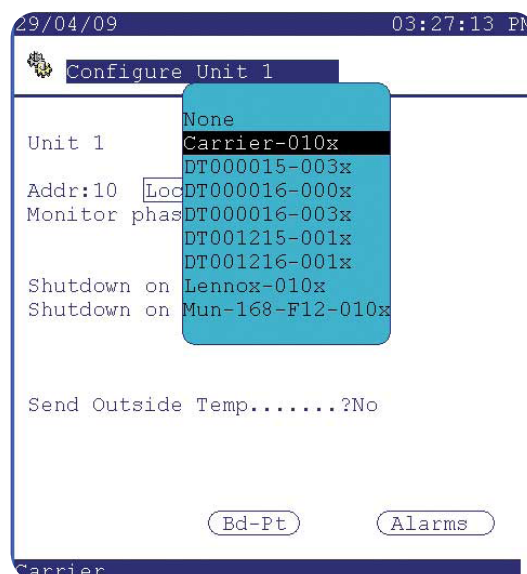 29/04/09 03:27:13 PM
Configure Unit 1
None
Unit 1 Carrier-010x
DT000015-003x
Addr:10 Loc DT000016-000x
Monitor phas DT000016-003x
DT001215-001x
DT001216-001x
Shutdown on Lennox-010x
Shutdown on Mun-168-F12-010x
Send Outside Temp.......?No
Bd-Pt Alarms
Carrier